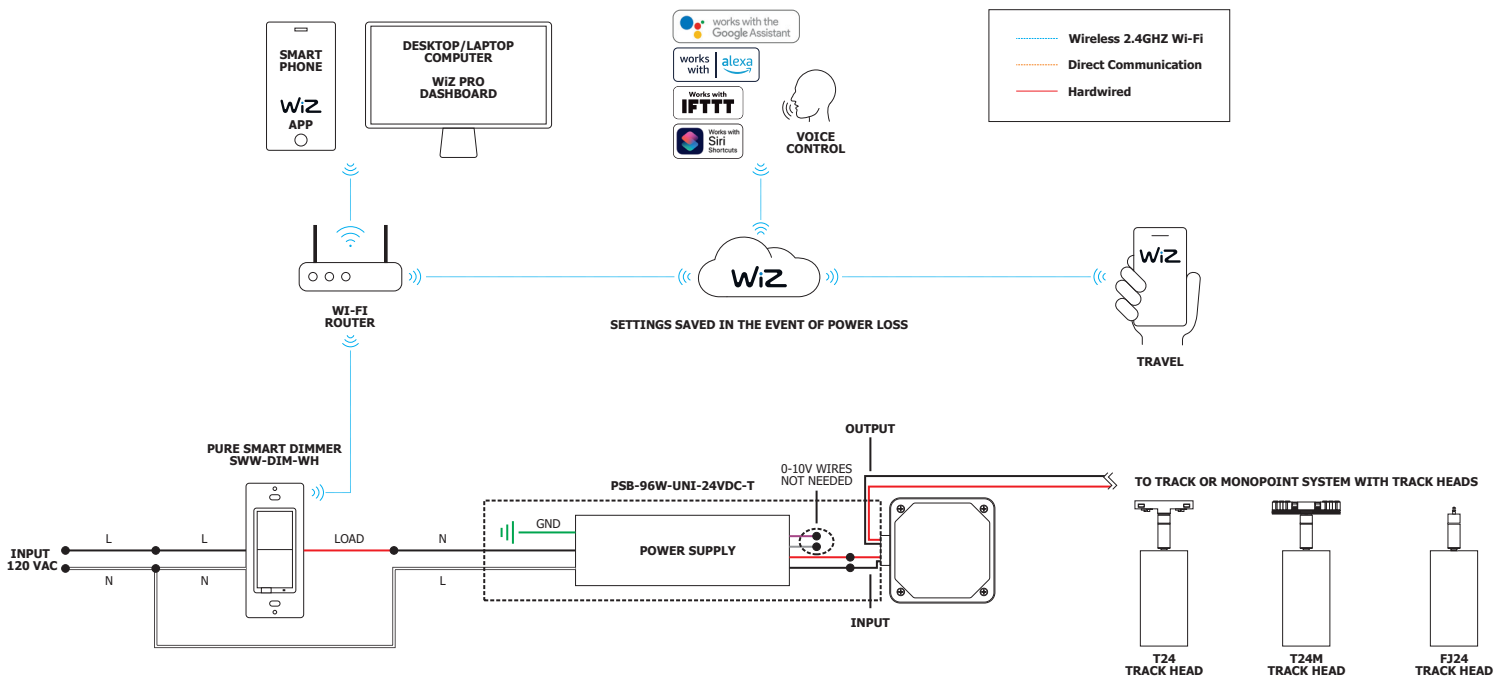 SMART
PHONE
WiZ
APP
DESKTOP/LAPTOP
COMPUTER
WiZ PRO
DASHBOARD
works with the
Google Assistant
works
with
alexa
Works with
IFTTT
Works with
Siri
Shortcuts
VOICE
CONTROL
Wireless 2.4GHZ Wi-Fi
Direct Communication
Hardwired
WI-FI
ROUTER
WiZ
SETTINGS SAVED IN THE EVENT OF POWER LOSS
WiZ
TRAVEL
PURE SMART DIMMER
SWW-DIM-WH
INPUT
120 VAC
L
N
L
N
LOAD
N
L
PSB-96W-UNI-24VDC-T
GND
POWER SUPPLY
0-10V WIRES
NOT NEEDED
OUTPUT
INPUT
TO TRACK OR MONOPOINT SYSTEM WITH TRACK HEADS
T24
TRACK HEAD
T24M
TRACK HEAD
FJ24
TRACK HEAD